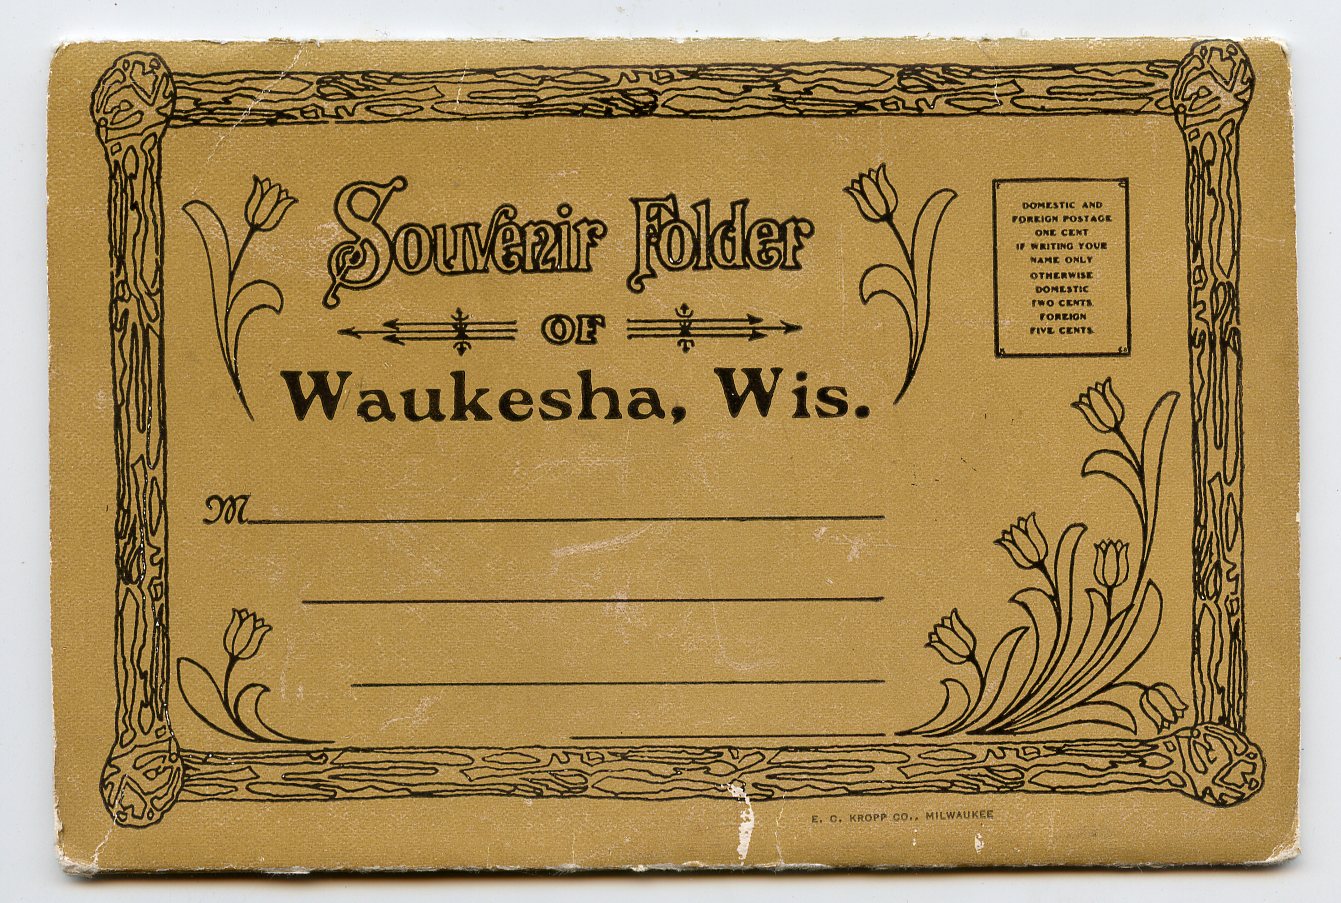 Souvenir Folder
OF
Waukesha, Wis.
DOMESTIC AND
FOREIGN POSTAGE
ONE CENT
IF WRITING YOUR
NAME ONLY
OTHERWISE
DOMESTIC
TWO CENTS
FOREIGN
FIVE CENTS
M
E. C. KROPP CO., MILWAUKEE